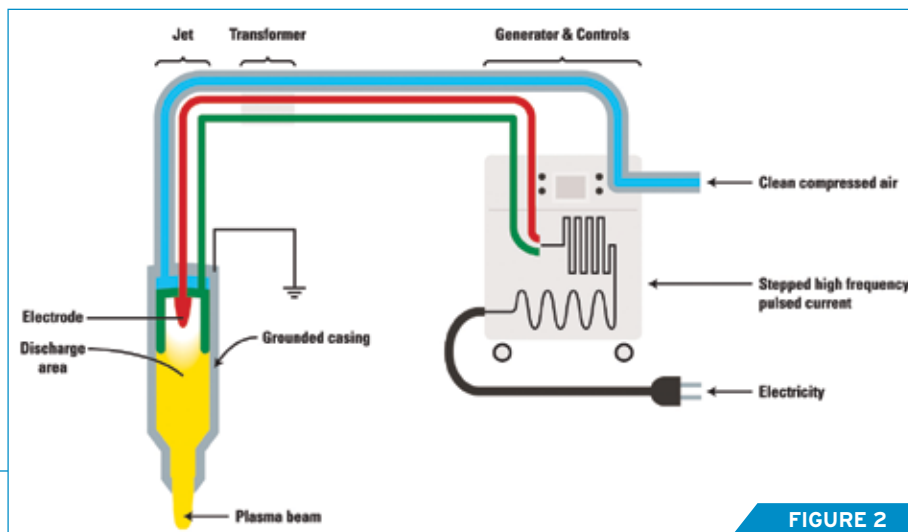 Jet
Transformer
Generator & Controls
Clean compressed air
Stepped high frequency
pulsed current
Electrode
Discharge
area
Grounded casing
Electricity
Plasma beam
FIGURE 2